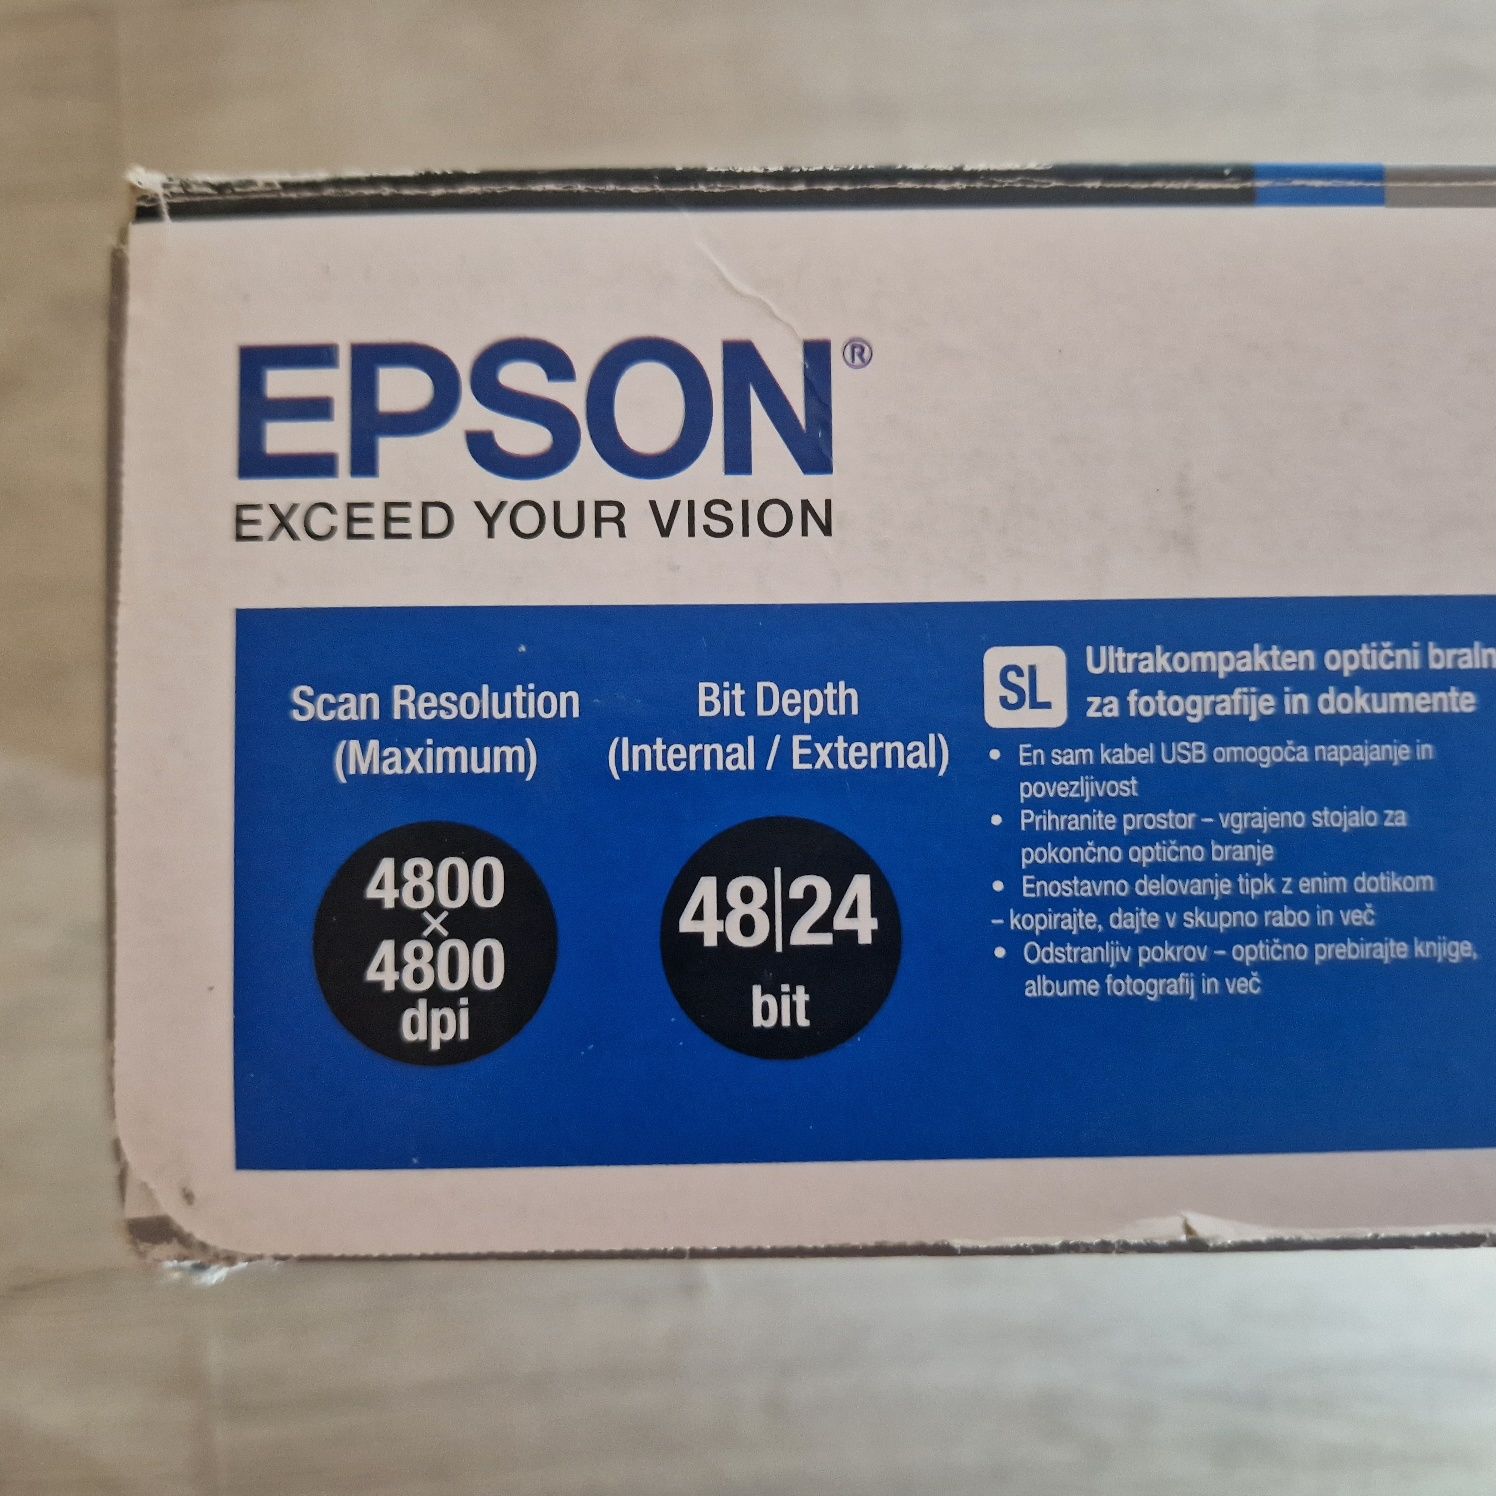 EPSON®
EXCEED YOUR VISION
Scan Resolution
(Maximum)
4800
×
4800
dpi
Bit Depth
(Internal / External)
48|24
bit
SL
Ultrakompakten optični braln
za fotografije in dokumente
• En sam kabel USB omogoča napajanje in
povezljivost
• Prihranite prostor – vgrajeno stojalo za
pokončno optično branje
• Enostavno delovanje tipk z enim dotikom
– kopirajte, dajte v skupno rabo in več
• Odstranljiv pokrov – optično prebirajte knjige,
albume fotografij in več